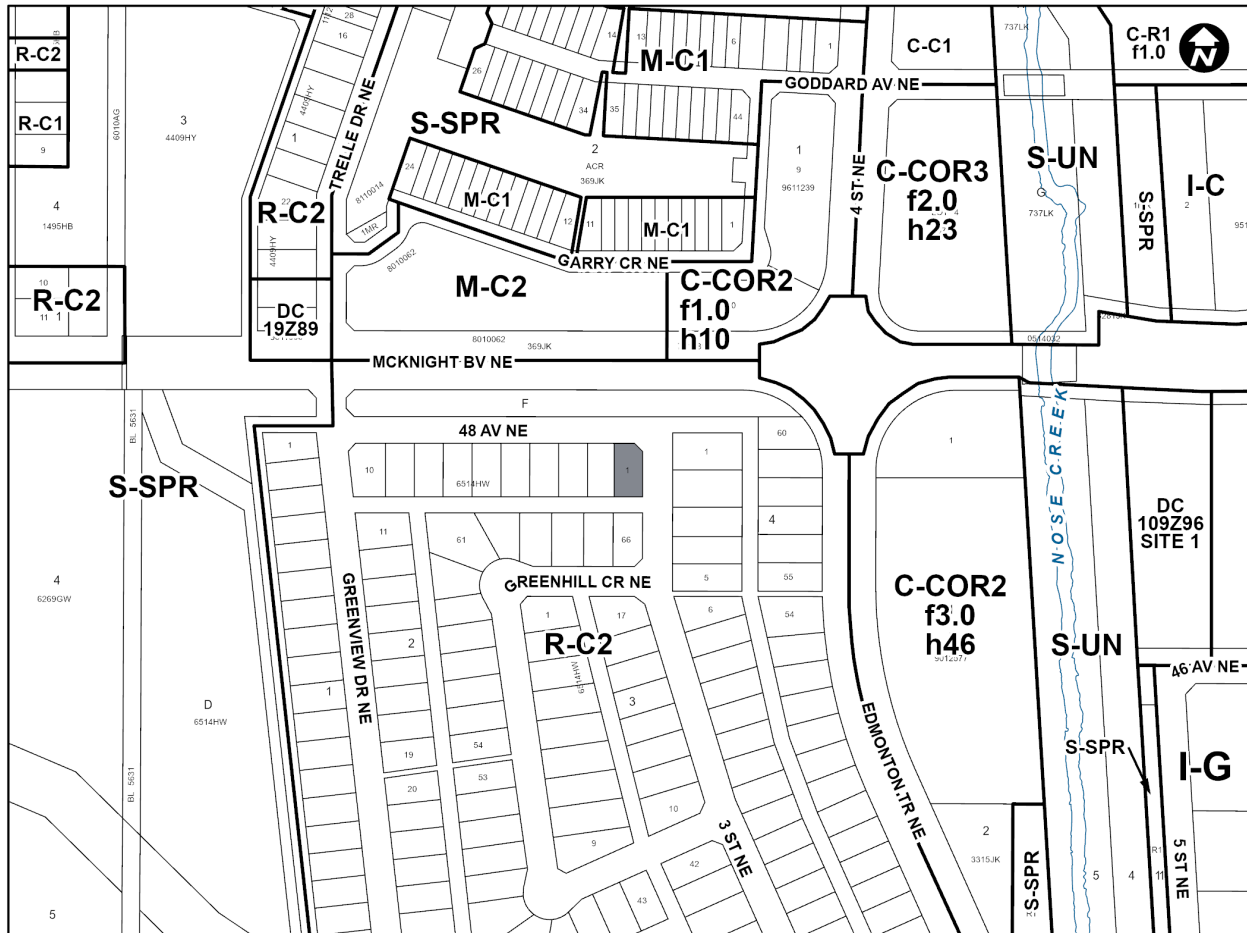 R-C2
R-C1
9
4
1495HB
10
11
1
R-C2
6010AG
3
4409HY
28
16
4409HY
1
22
R-C2
4409HY
DC
19Z89
TRELLE DR NE
8110014
1MR
8010062
26
34
14
13
6
1
M-C1
35
44
S-SPR
2
ACR
369JK
24
M-C1
12
11
M-C1
1
GARRY CR NE
M-C2
8010062
369JK
C-COR2
f1.0
h10
1
9
9611239
GODDARD AV NE
4 ST NE
C-C1
737LK
C-R1
f1.0
N
C-COR3
f2.0
h23
S-UN
737LK
S-SPR
2
I-C
0514032
MCKNIGHT BV NE
F
48 AV NE
BL 5631
S-SPR
4
6269GW
D
6514HW
BL 5631
5
1
10
6514HW
1
1
60
4
5
55
11
61
66
GREENHILL CR NE
GREENVIEW DR NE
2
1
1
17
6
54
R-C2
6514HW
3
19
20
54
53
9
10
3 ST NE
42
43
EDMONTON TR NE
1
C-COR2
f3.0
h46
9012577
2
3315JK
S-SPR
NOSE CREEK
S-UN
5
4
11
DC
109Z96
SITE 1
46 AV NE
S-SPR
I-G
5 ST NE